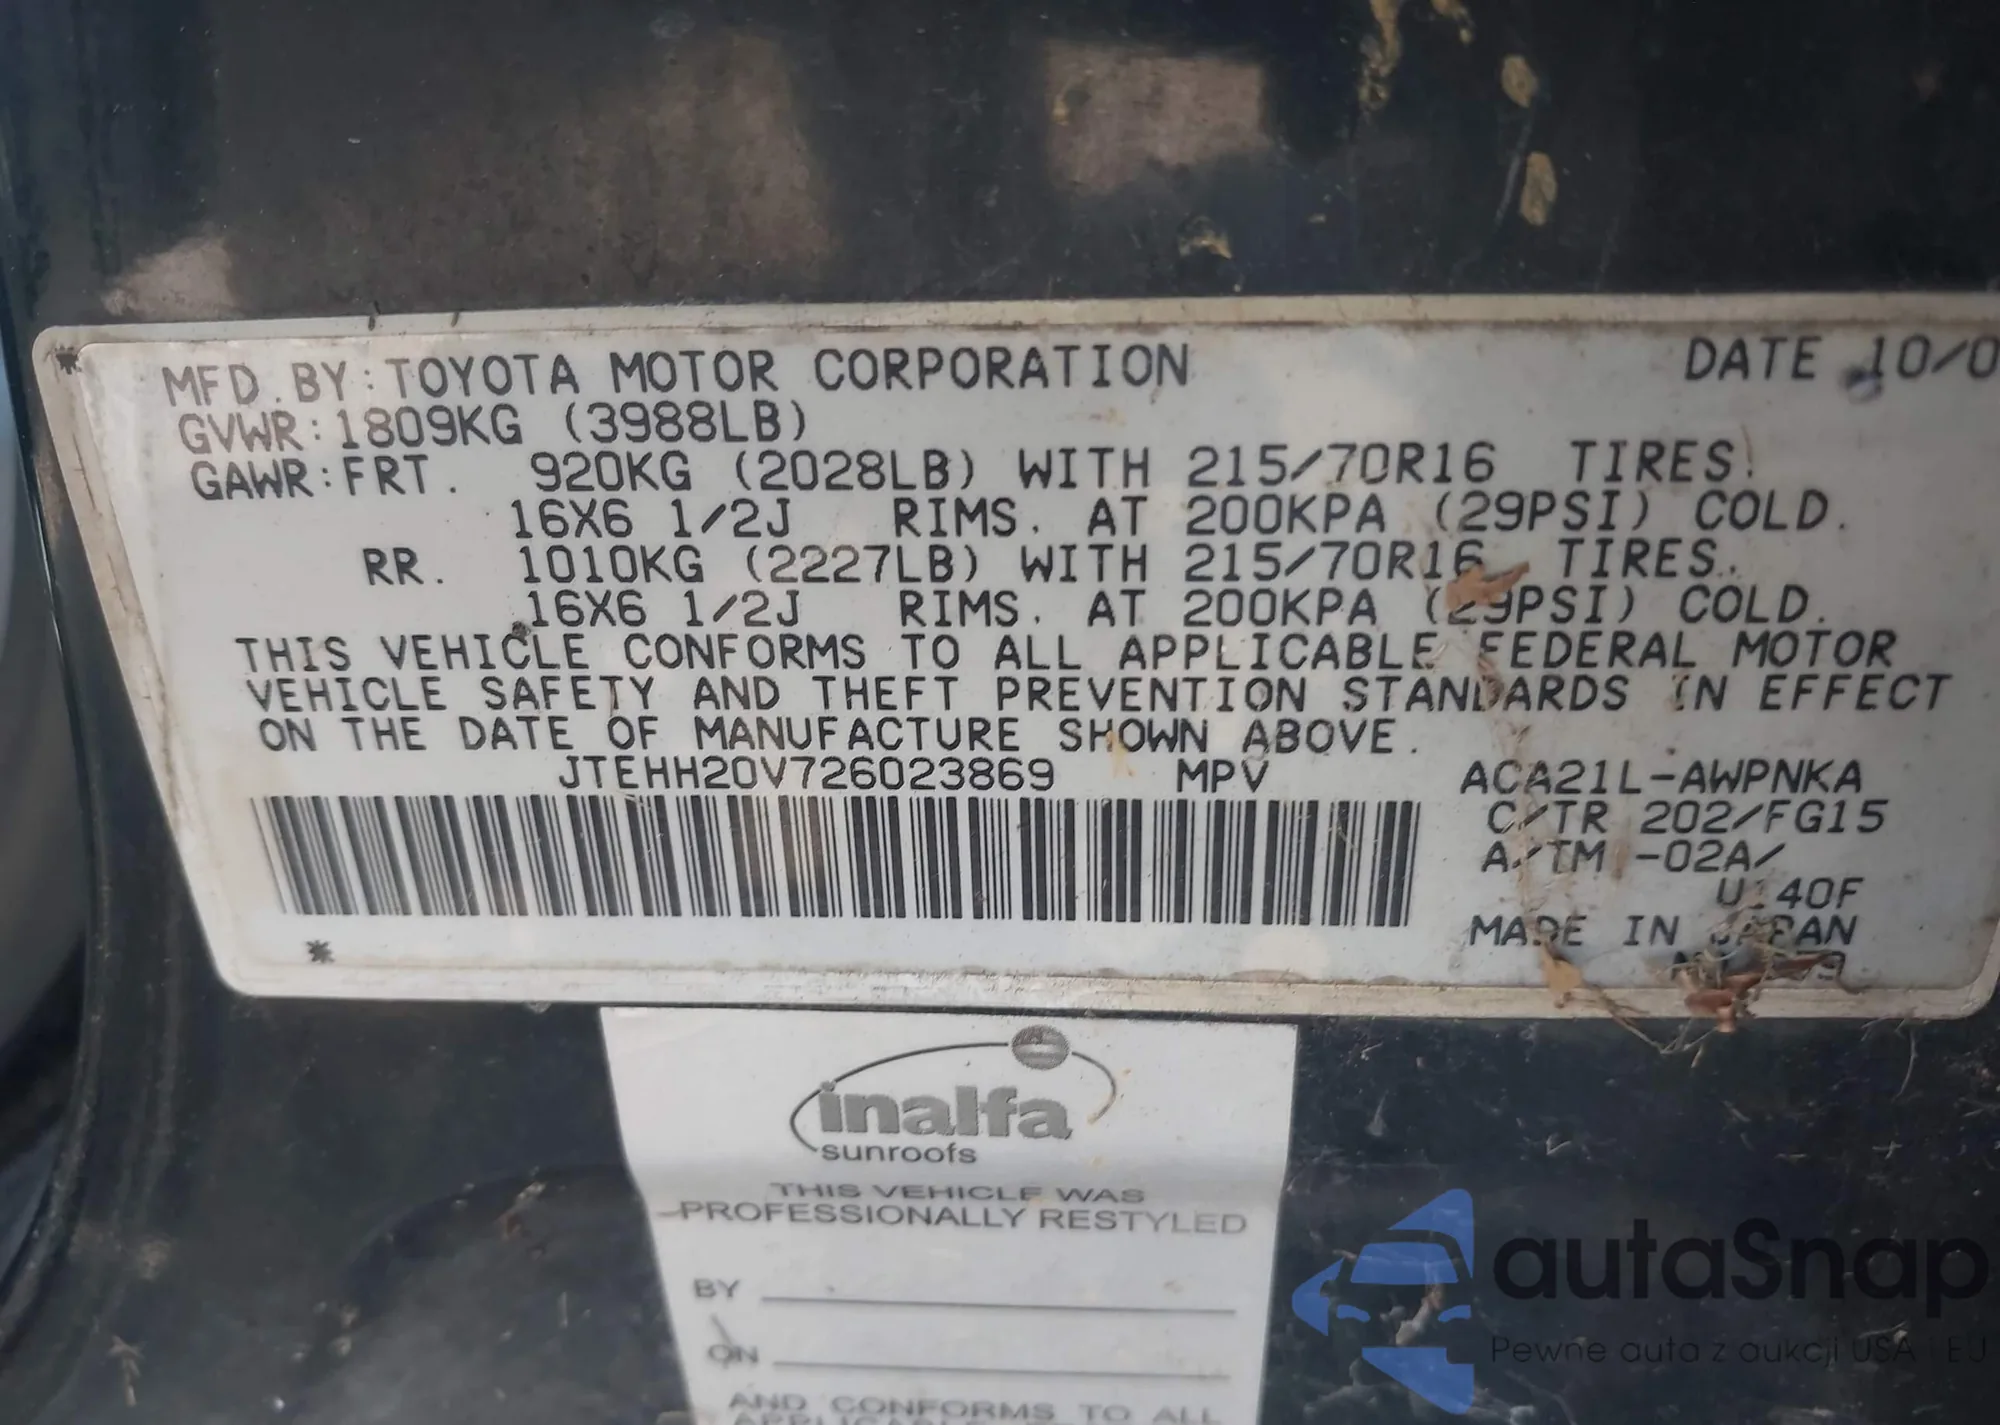 MFD.BY:TOYOTA MOTOR CORPORATION DATE 10/0
GVWR:1809KG (3988LB)
GAWR:FRT. 920KG (2028LB) WITH 215/70R16 TIRES.
16X6 1/2J RIMS. AT 200KPA (29PSI) COLD.
RR. 1010KG (2227LB) WITH 215/70R16 TIRES.
16X6 1/2J RIMS. AT 200KPA (29PSI) COLD.
THIS VEHICLE CONFORMS TO ALL APPLICABLE FEDERAL MOTOR
VEHICLE SAFETY AND THEFT PREVENTION STANDARDS IN EFFECT
ON THE DATE OF MANUFACTURE SHOWN ABOVE.
JTEHH20V726023869 MPV ACA21L-AWPNKA
C/TR 202/FG15
A/TM -02A/
U140F
MADE IN JAPAN
inalfa
sunroofs
THIS VEHICLE WAS
PROFESSIONALLY RESTYLED
BY
ON
AND CONFORMS TO ALL
autaSnap
Pewne auta z aukcji USA i EU